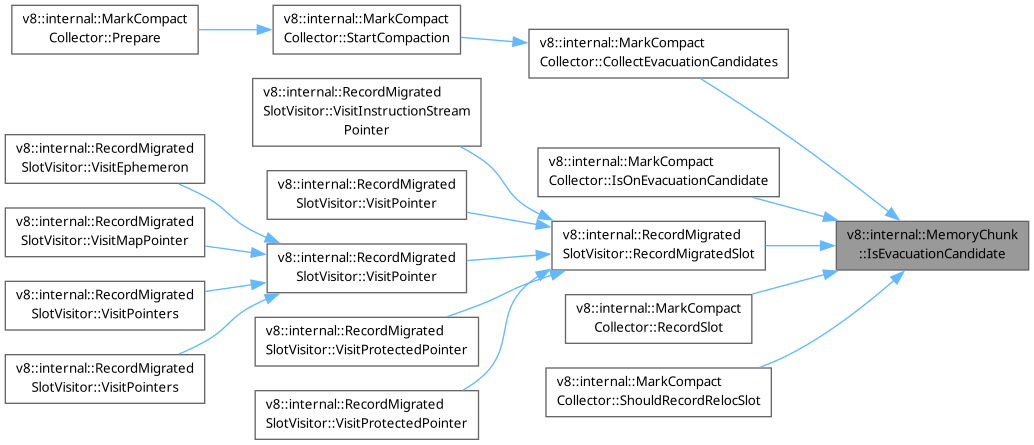 v8::internal::MarkCompact
Collector::Prepare
v8::internal::MarkCompact
Collector::StartCompaction
v8::internal::MarkCompact
Collector::CollectEvacuationCandidates
v8::internal::RecordMigrated
SlotVisitor::VisitInstructionStream
Pointer
v8::internal::RecordMigrated
SlotVisitor::VisitEphemeron
v8::internal::MarkCompact
Collector::IsOnEvacuationCandidate
v8::internal::RecordMigrated
SlotVisitor::VisitPointer
v8::internal::RecordMigrated
SlotVisitor::VisitMapPointer
v8::internal::RecordMigrated
SlotVisitor::RecordMigratedSlot
v8::internal::MemoryChunk
::IsEvacuationCandidate
v8::internal::RecordMigrated
SlotVisitor::VisitPointer
v8::internal::RecordMigrated
SlotVisitor::VisitPointers
v8::internal::MarkCompact
Collector::RecordSlot
v8::internal::RecordMigrated
SlotVisitor::VisitProtectedPointer
v8::internal::RecordMigrated
SlotVisitor::VisitPointers
v8::internal::MarkCompact
Collector::ShouldRecordRelocSlot
v8::internal::RecordMigrated
SlotVisitor::VisitProtectedPointer